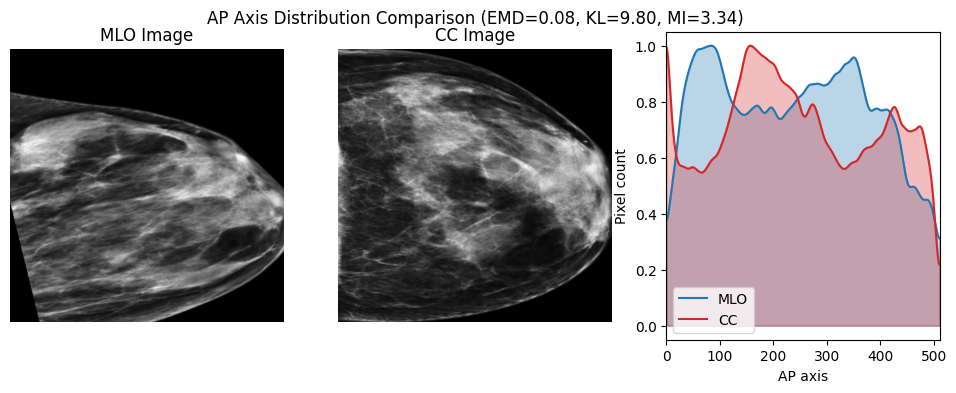 AP Axis Distribution Comparison (EMD=0.08, KL=9.80, MI=3.34)
MLO Image
CC Image
1.0
0.8
0.6
0.4
0.2
0.0
Pixel count
MLO
CC
0 100 200 300 400 500
AP axis